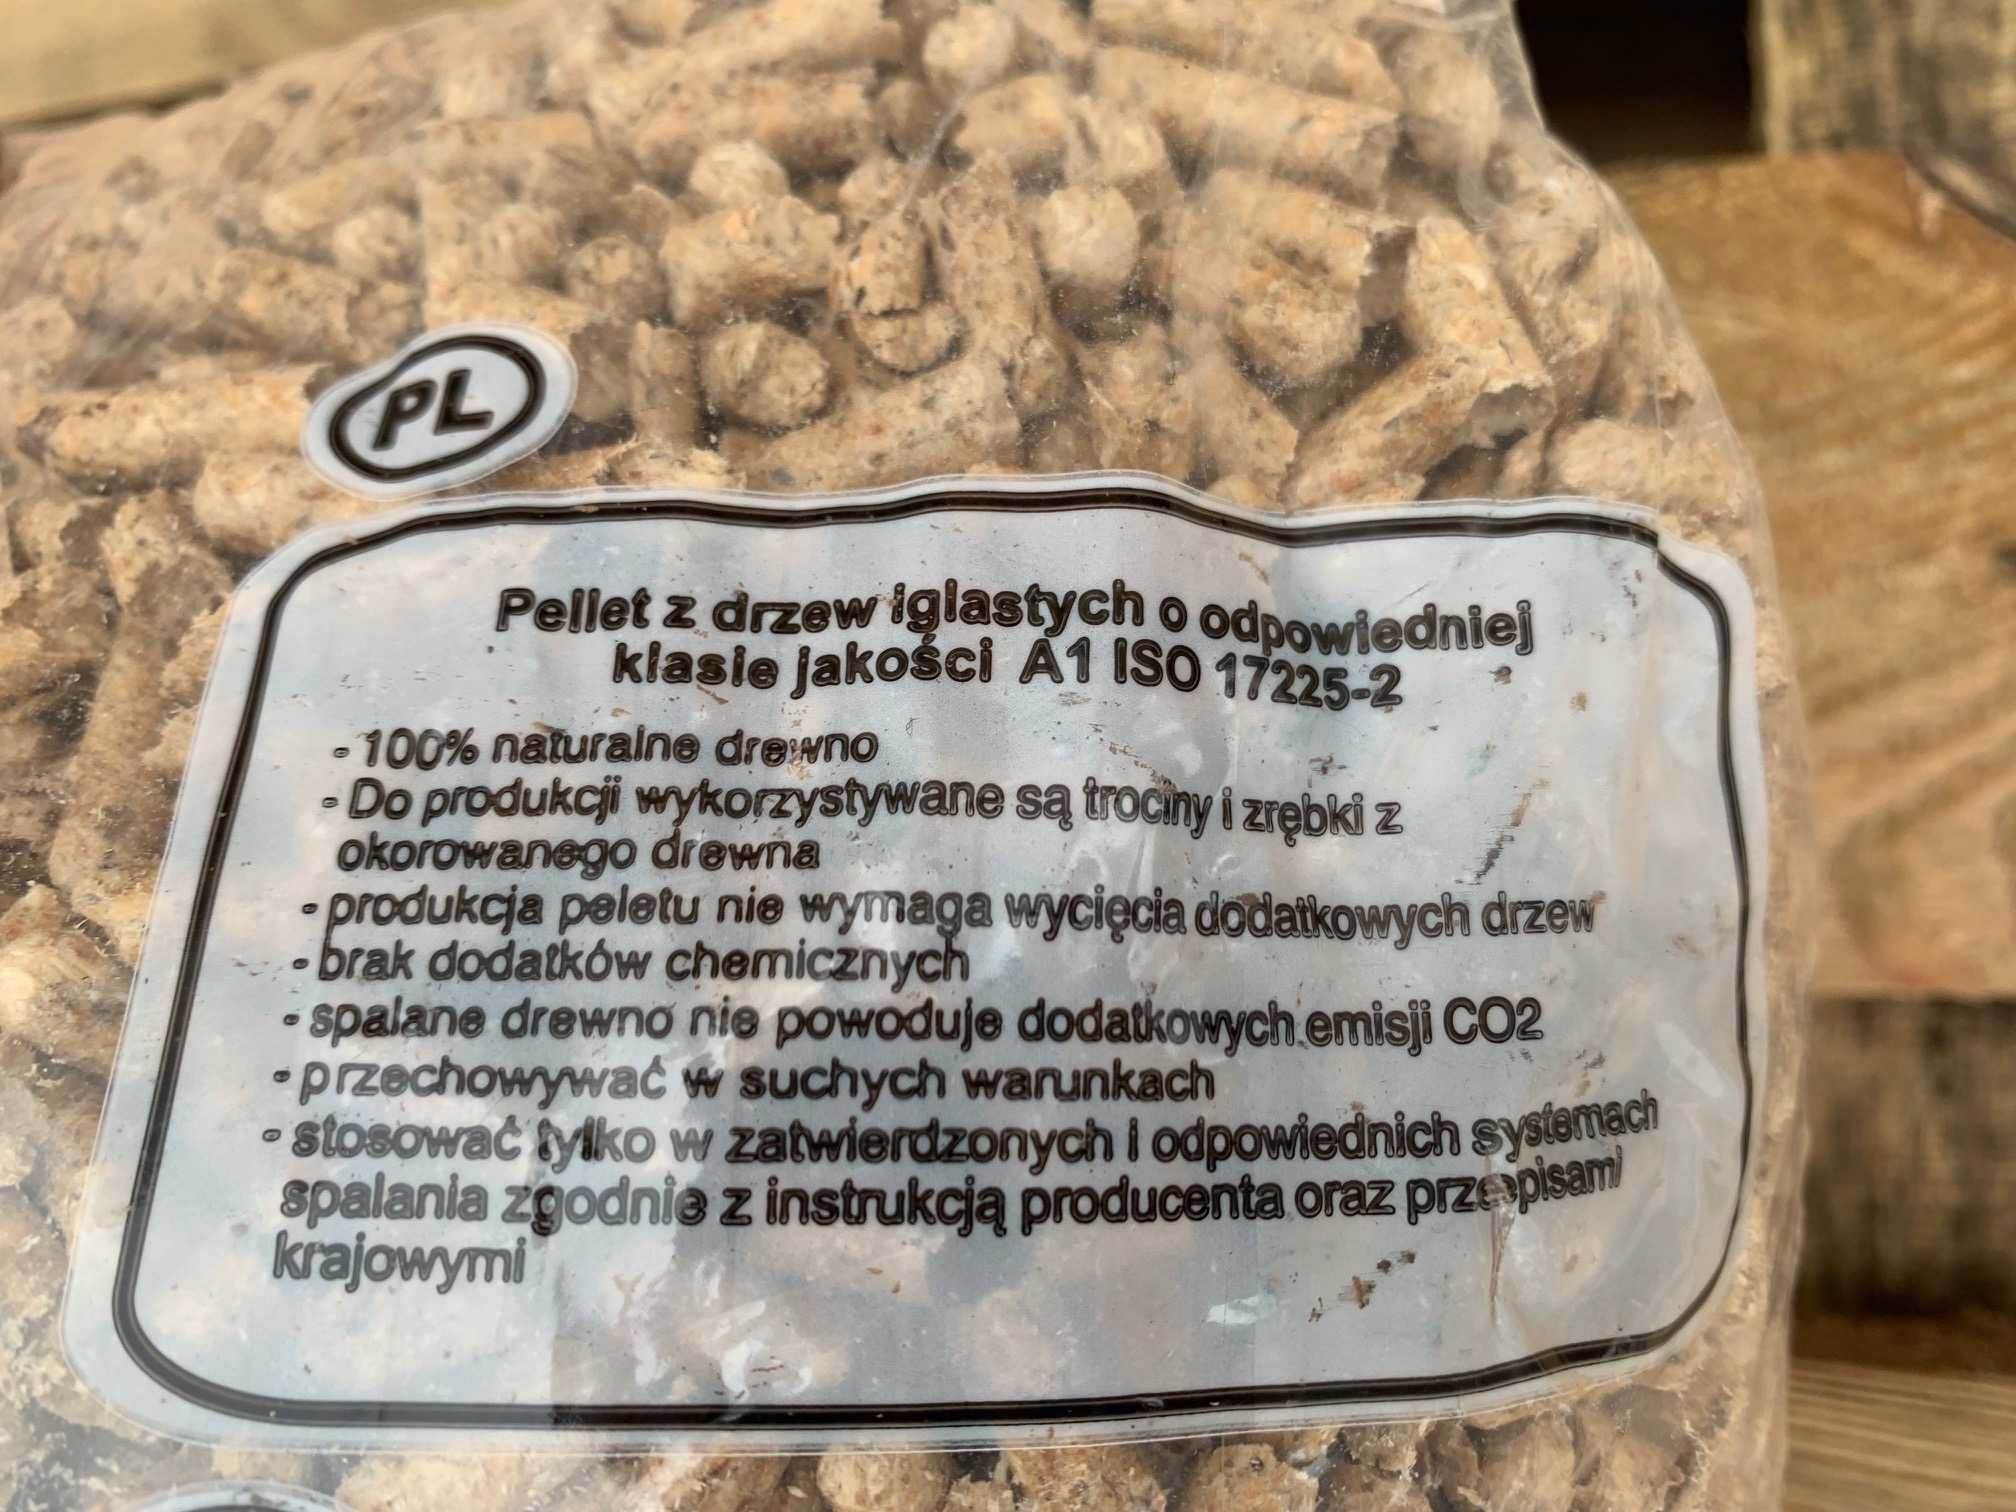 PL
Pellet z drzew iglastych o odpowiedniej
klasie jakości A1 ISO 17225-2
- 100% naturalne drewno
- Do produkcji wykorzystywane są trociny i zrębki z
okorowanego drewna
- produkcja peletu nie wymaga wycięcia dodatkowych drzew
- brak dodatków chemicznych
- spalane drewno nie powoduje dodatkowych emisji CO2
- przechowywać w suchych warunkach
- stosować tylko w zatwierdzonych i odpowiednich systemach
spalania zgodnie z instrukcją producenta oraz przepisami
krajowymi